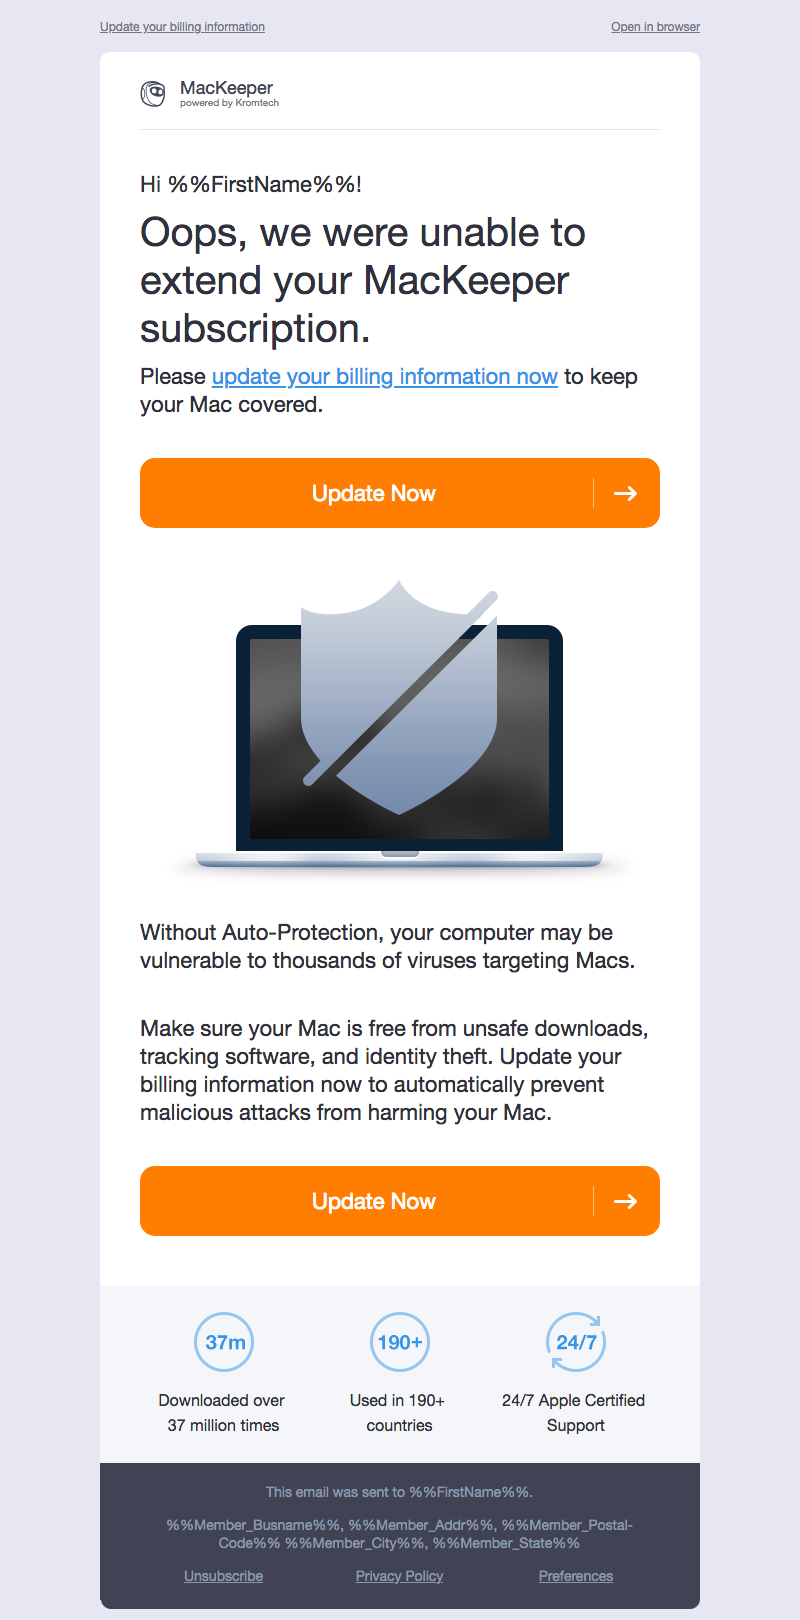 Update your billing information
Open in browser
MacKeeper
powered by Kromtech
Hi %%FirstName%%!
Oops, we were unable to
extend your MacKeeper
subscription.
Please update your billing information now to keep
your Mac covered.
Update Now
Without Auto-Protection, your computer may be
vulnerable to thousands of viruses targeting Macs.
Make sure your Mac is free from unsafe downloads,
tracking software, and identity theft. Update your
billing information now to automatically prevent
malicious attacks from harming your Mac.
Update Now
37m
Downloaded over
37 million times
190+
Used in 190+
countries
24/7
24/7 Apple Certified
Support
This email was sent to %%FirstName%%.
%%Member_Busname%%, %%Member_Addr%%, %%Member_Postal-
Code%% %%Member_City%%, %%Member_State%%
Unsubscribe
Privacy Policy
Preferences